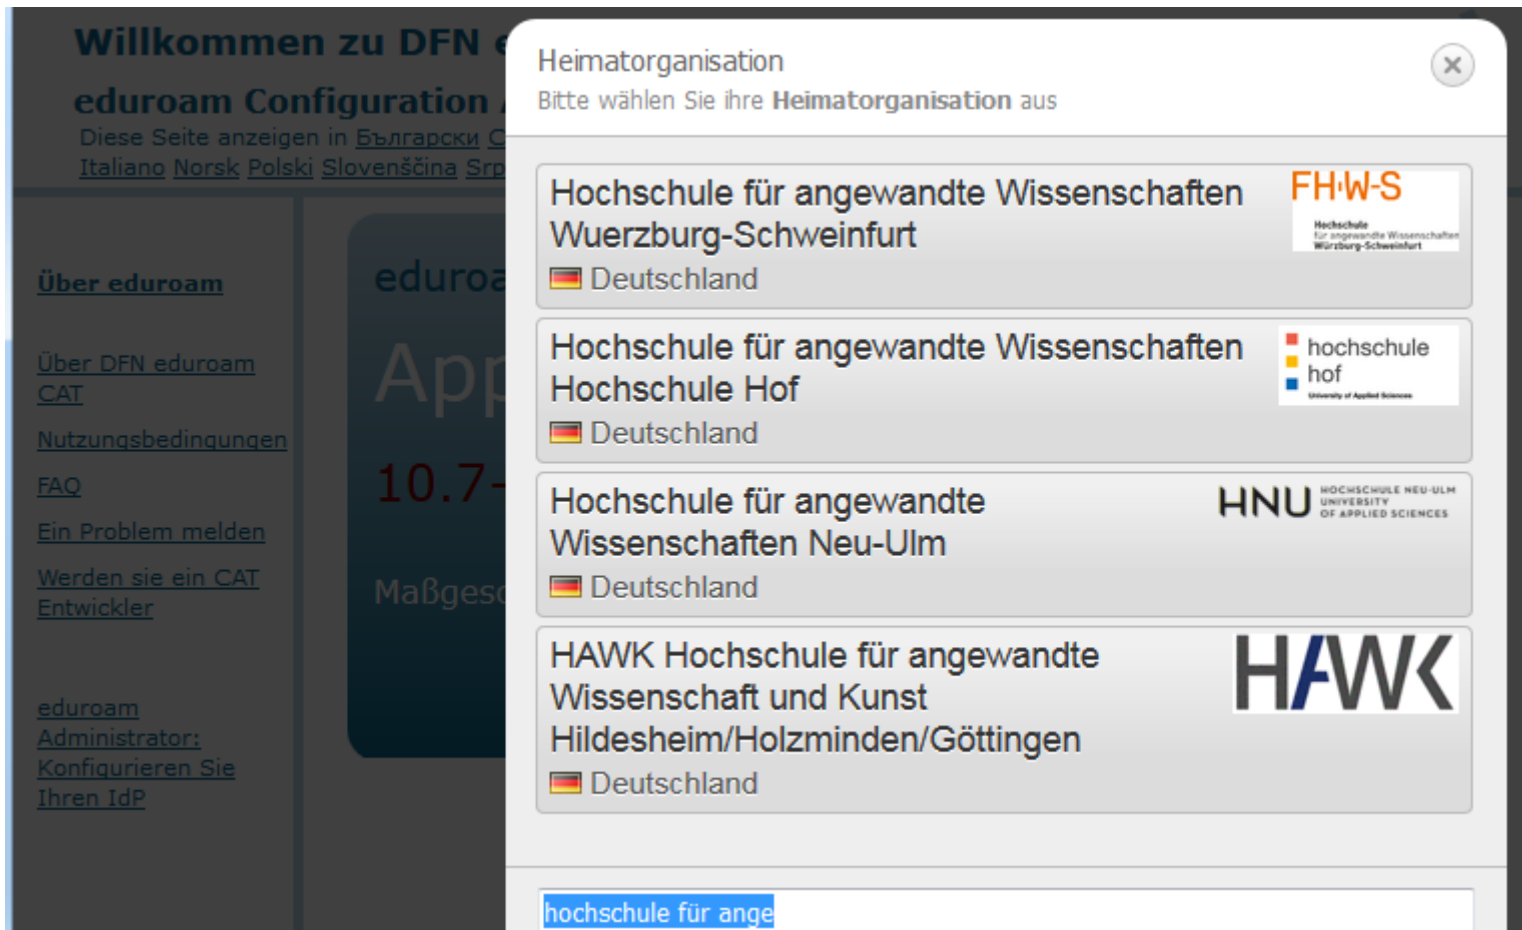 Willkommen zu DFN
eduroam Configuration
Diese Seite anzeigen in Български
Italiano Norsk Polski Slovenščina Srp
Über eduroam
Über DFN eduroam
CAT
Nutzungsbedingungen
FAQ
Ein Problem melden
Werden sie ein CAT
Entwickler
eduroam
Administrator:
Konfigurieren Sie
Ihren IdP
eduroa
App
10.7-
Maßgesc
Heimatorganisation
Bitte wählen Sie ihre Heimatorganisation aus
Hochschule für angewandte Wissenschaften
Wuerzburg-Schweinfurt
Deutschland
FH·W-S
Hochschule
für angewandte Wissenschaften
Würzburg-Schweinfurt
Hochschule für angewandte Wissenschaften
Hochschule Hof
Deutschland
hochschule
hof
University of Applied Sciences
Hochschule für angewandte
Wissenschaften Neu-Ulm
Deutschland
HNU
HOCHSCHULE NEU-ULM
UNIVERSITY
OF APPLIED SCIENCES
HAWK Hochschule für angewandte
Wissenschaft und Kunst
Hildesheim/Holzminden/Göttingen
Deutschland
HAWK
hochschule für ange